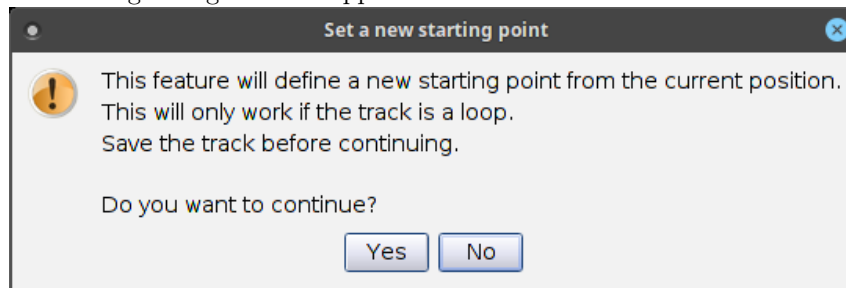 Set a new starting point
This feature will define a new starting point from the current position.
This will only work if the track is a loop.
Save the track before continuing.
Do you want to continue?
Yes No